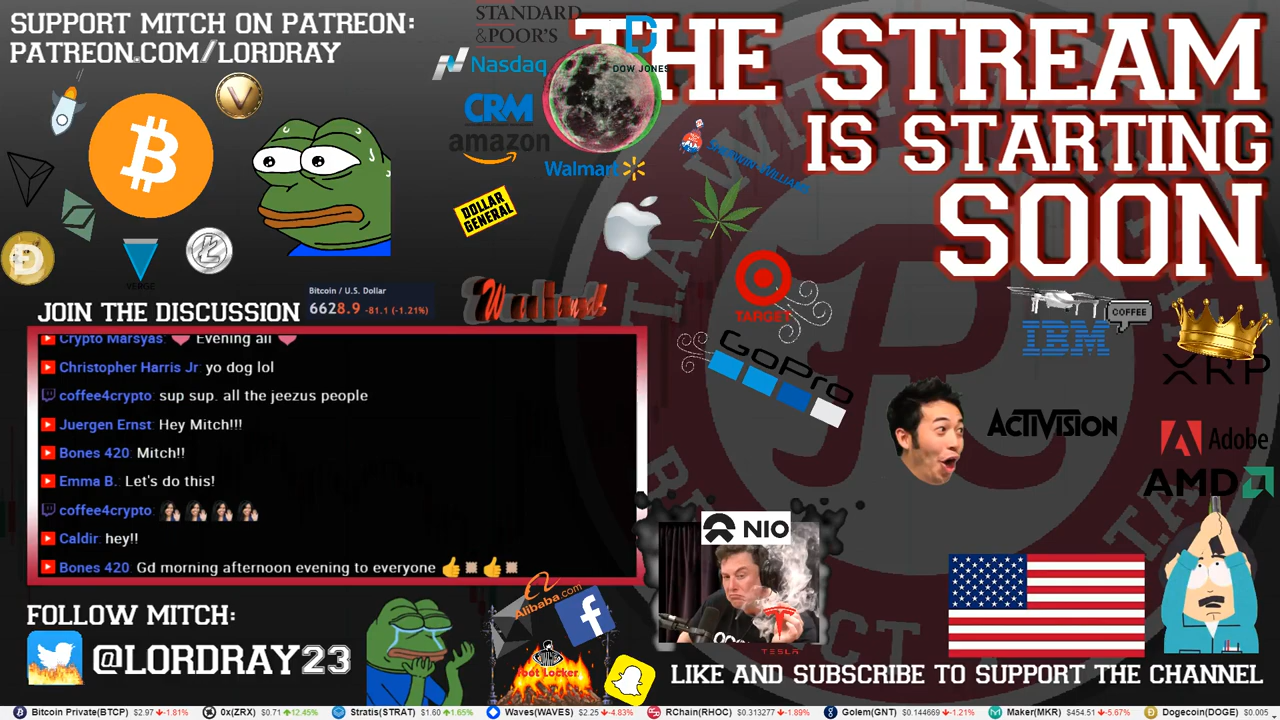 SUPPORT MITCH ON PATREON:
PATREON.COM/LORDRAY
STANDARD
&POOR'S
Nasdaq
DOW JONES
CRM
amazon
Walmart
DOLLAR
GENERAL
SHERWIN-WILLIAMS
THE STREAM
IS STARTING
SOON
VERGE
TARGET
GoPro
COFFEE
IBM
XRP
ACTIVISION
Adobe
AMD
JOIN THE DISCUSSION
Bitcoin / U.S. Dollar
6628.9 -81.1 (-1.21%)
Crypto Marsyas: Evening all
Christopher Harris Jr: yo dog lol
coffee4crypto: sup sup. all the jeezus people
Juergen Ernst: Hey Mitch!!!
Bones 420: Mitch!!
Emma B.: Let's do this!
coffee4crypto:
Caldir: hey!!
Bones 420: Gd morning afternoon evening to everyone
NIO
TESLA
Alibaba.com
Foot Locker
FOLLOW MITCH:
@LORDRAY23
LIKE AND SUBSCRIBE TO SUPPORT THE CHANNEL
Bitcoin Private(BTCP) $2.97 -1.81% 0x(ZRX) $0.71 +12.45% Stratis(STRAT) $1.60 +1.65% Waves(WAVES) $2.25 -4.83% RChain(RHOC) $0.313277 -1.89% Golem(GNT) $0.144669 -1.21% Maker(MKR) $454.51 -5.67% Dogecoin(DOGE) $0.005